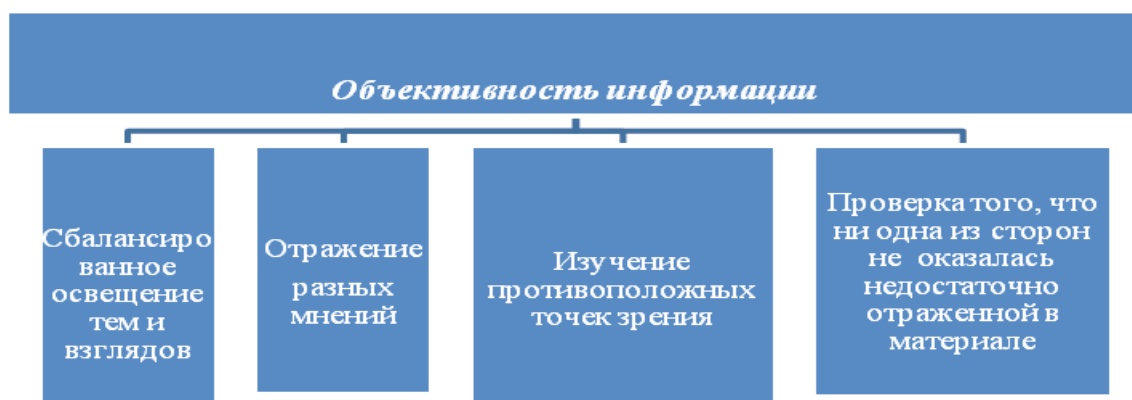 Объективность информации
Сбалансиро
ванное
освещение
тем и
взглядов
Отражение
разных
мнений
Изучение
противоположных
точек зрения
Проверка того, что
ни одна из сторон
не оказалась
недостаточно
отраженной в
материале